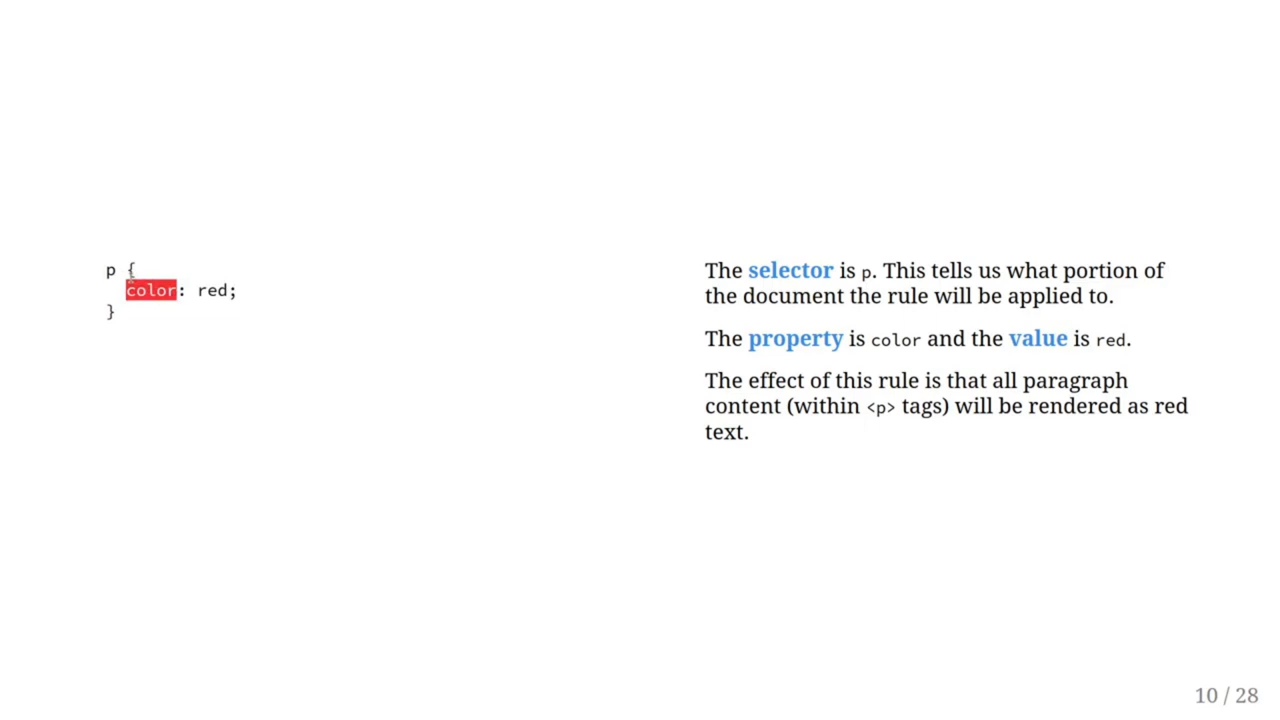 p {
color: red;
}
The selector is p. This tells us what portion of
the document the rule will be applied to.
The property is color and the value is red.
The effect of this rule is that all paragraph
content (within <p> tags) will be rendered as red
text.
10 / 28